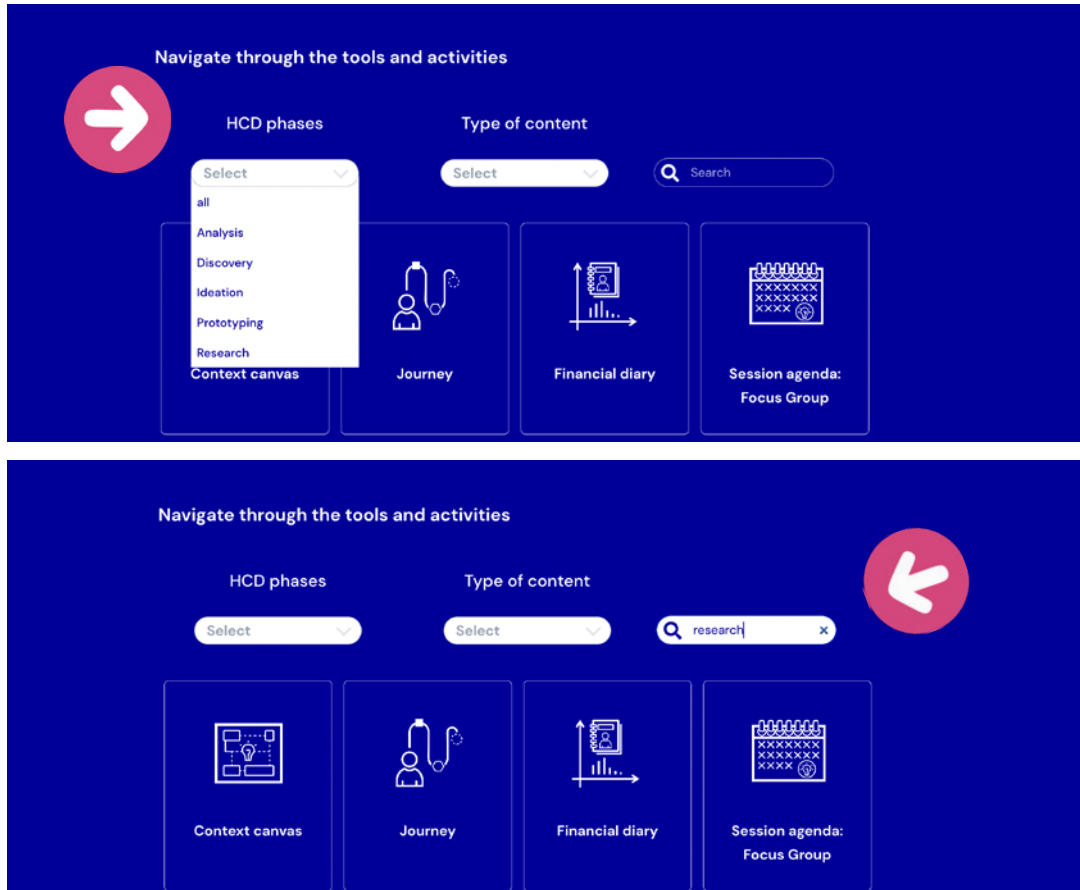 Navigate through the tools and activities
HCD phases
Type of content
Select
Select
Search
all
Analysis
Discovery
Ideation
Prototyping
Research
Context canvas
Journey
Financial diary
Session agenda:
Focus Group
Navigate through the tools and activities
HCD phases
Type of content
Select
Select
research
Context canvas
Journey
Financial diary
Session agenda:
Focus Group